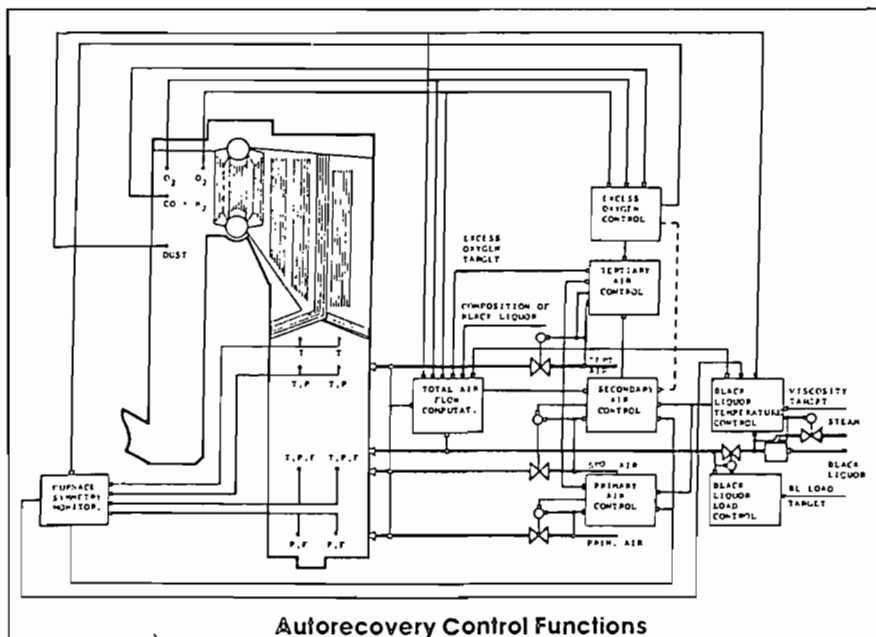 O2 O2
CO + H2
DUST
EXCESS
OXYGEN
CONTROL
EXCESS
OXYGEN
TARGET
TERTIARY
AIR
CONTROL
COMPOSITION OF
BLACK LIQUOR
T T
T,P T,P
TERT.
AIR
TOTAL AIR
FLOW
COMPUTAT.
SECONDARY
AIR
CONTROL
BLACK
LIQUOR
TEMPERATURE
CONTROL
VISCOSITY
TARGET
STEAM
BLACK
LIQUOR
T,P,F T,P,F
AIR
FURNACE
SYMMETRY
MONITOR.
PRIMARY
AIR
CONTROL
BLACK
LIQUOR
LOAD
CONTROL
BL LOAD
TARGET
P,F P,F
PRIM. AIR
Autorecovery Control Functions